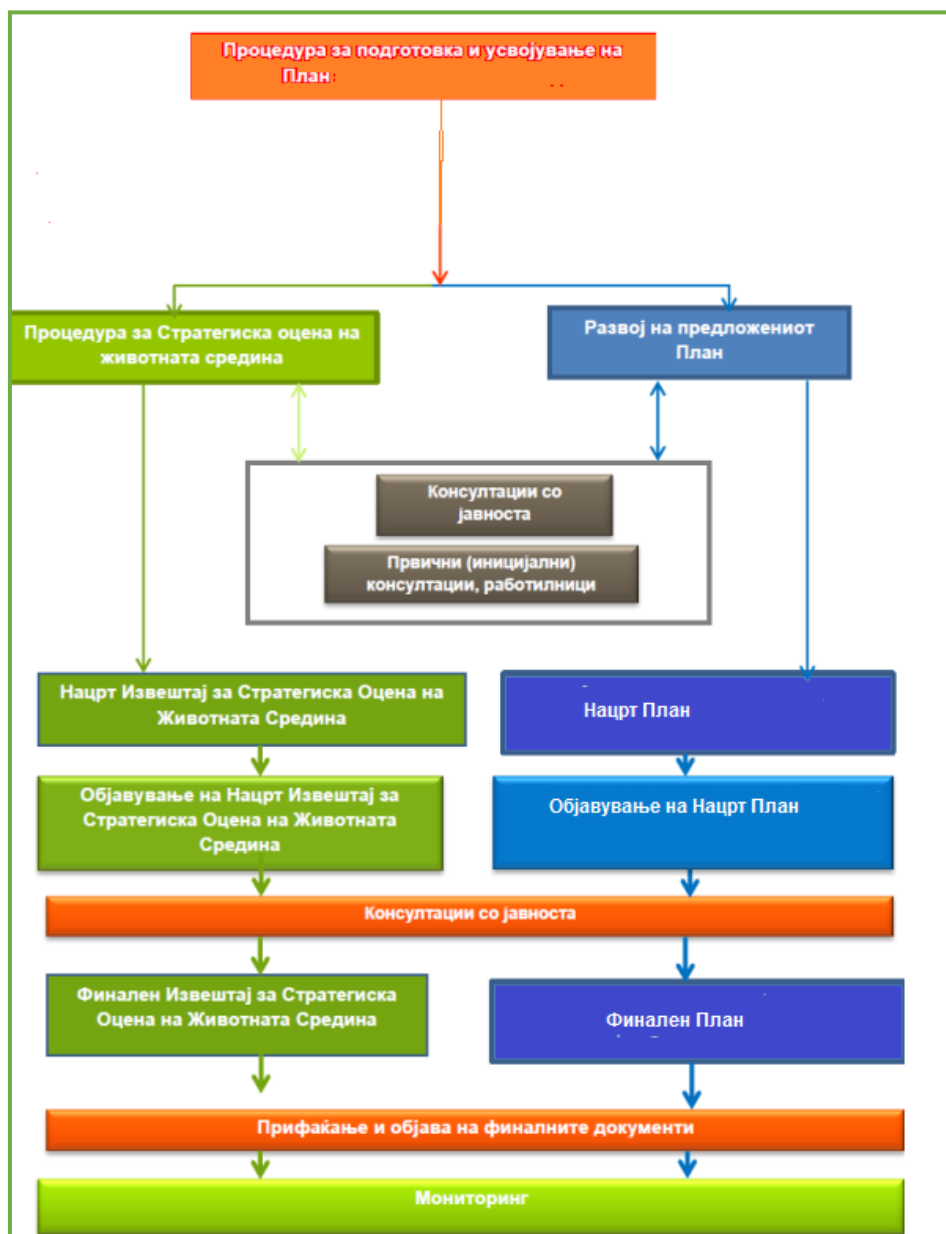 Процедура за подготовка и усвојување на
План
Процедура за Стратегиска оцена на
животната средина
Развој на предложениот
План
Консултации со
јавноста
Првични (иницијални)
консултации, работилници
Нацрт Извештај за Стратегиска Оцена на
Животната Средина
Нацрт План
Објавување на Нацрт Извештај за
Стратегиска Оцена на Животната
Средина
Објавување на Нацрт План
Консултации со јавноста
Финален Извештај за Стратегиска
Оцена на Животната Средина
Финален План
Прифаќање и објава на финалните документи
Мониторинг